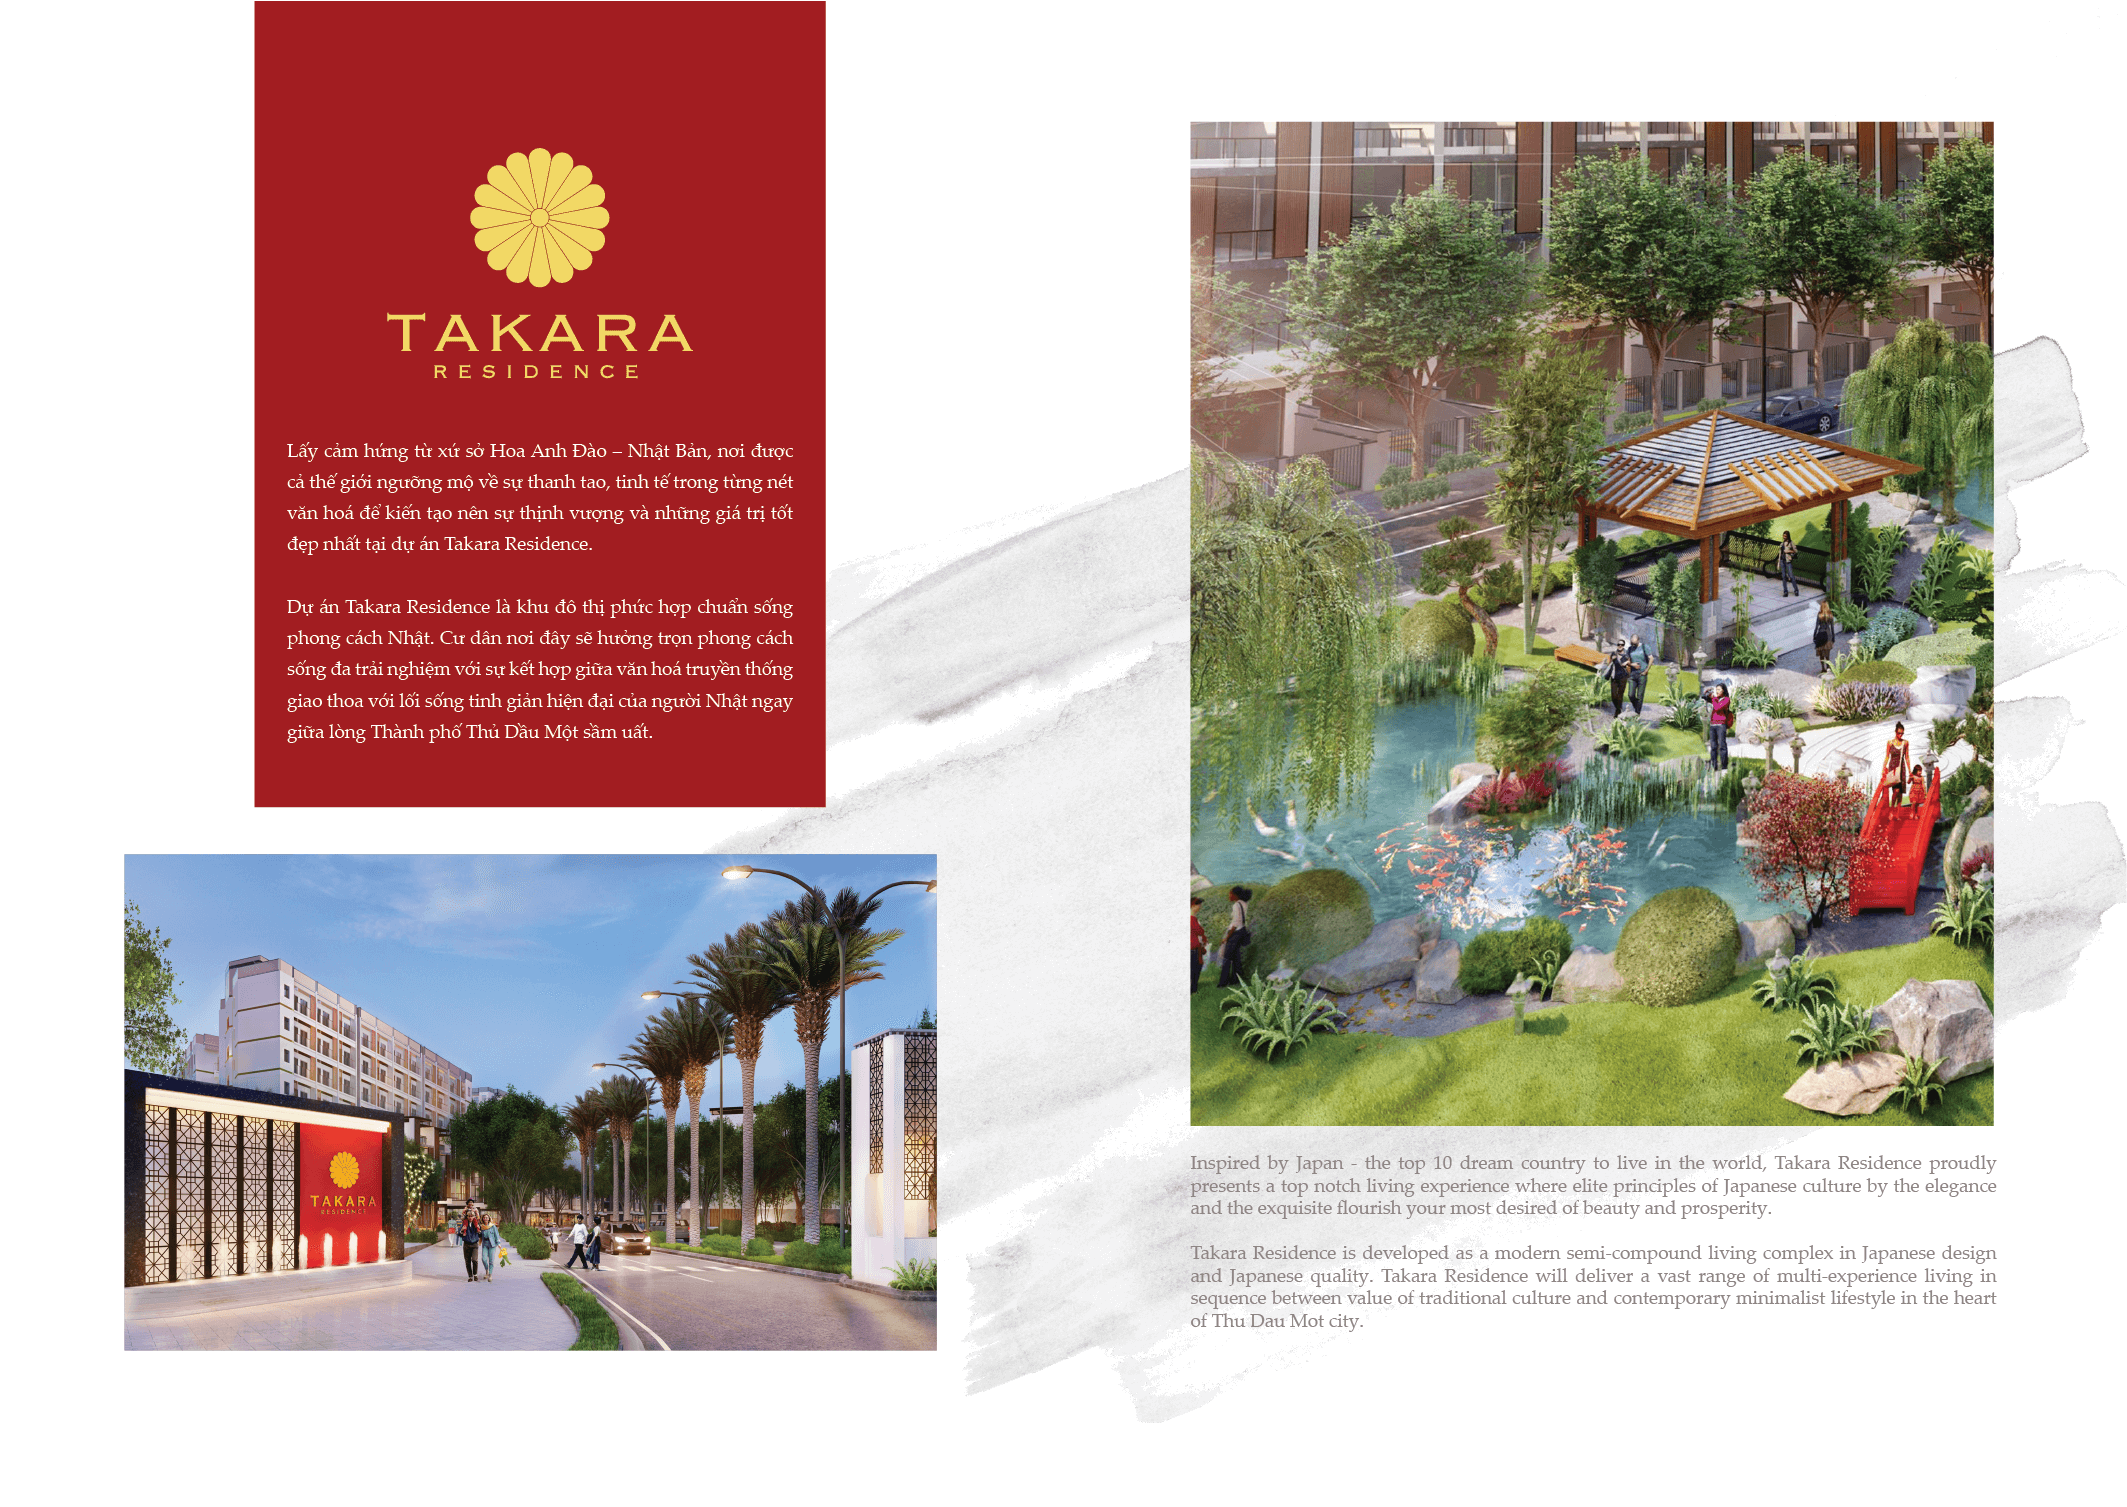 TAKARA
RESIDENCE
Lấy cảm hứng từ xứ sở Hoa Anh Đào – Nhật Bản, nơi được
cả thế giới ngưỡng mộ về sự thanh tao, tinh tế trong từng nét
văn hoá để kiến tạo nên sự thịnh vượng và những giá trị tốt
đẹp nhất tại dự án Takara Residence.
Dự án Takara Residence là khu đô thị phức hợp chuẩn sống
phong cách Nhật. Cư dân nơi đây sẽ hưởng trọn phong cách
sống đa trải nghiệm với sự kết hợp giữa văn hoá truyền thống
giao thoa với lối sống tinh giản hiện đại của người Nhật ngay
giữa lòng Thành phố Thủ Dầu Một sầm uất.
TAKARA
RESIDENCE
Inspired by Japan - the top 10 dream country to live in the world, Takara Residence proudly
presents a top notch living experience where elite principles of Japanese culture by the elegance
and the exquisite flourish your most desired of beauty and prosperity.
Takara Residence is developed as a modern semi-compound living complex in Japanese design
and Japanese quality. Takara Residence will deliver a vast range of multi-experience living in
sequence between value of traditional culture and contemporary minimalist lifestyle in the heart
of Thu Dau Mot city.